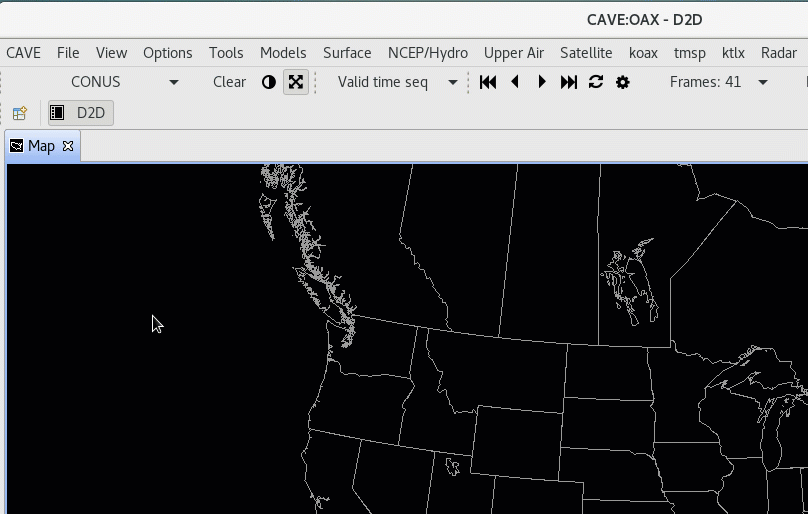 CAVE:OAX - D2D
CAVE File View Options Tools Models Surface NCEP/Hydro Upper Air Satellite koax tmsp ktlx Radar
CONUS Clear Valid time seq Frames: 41
D2D
Map